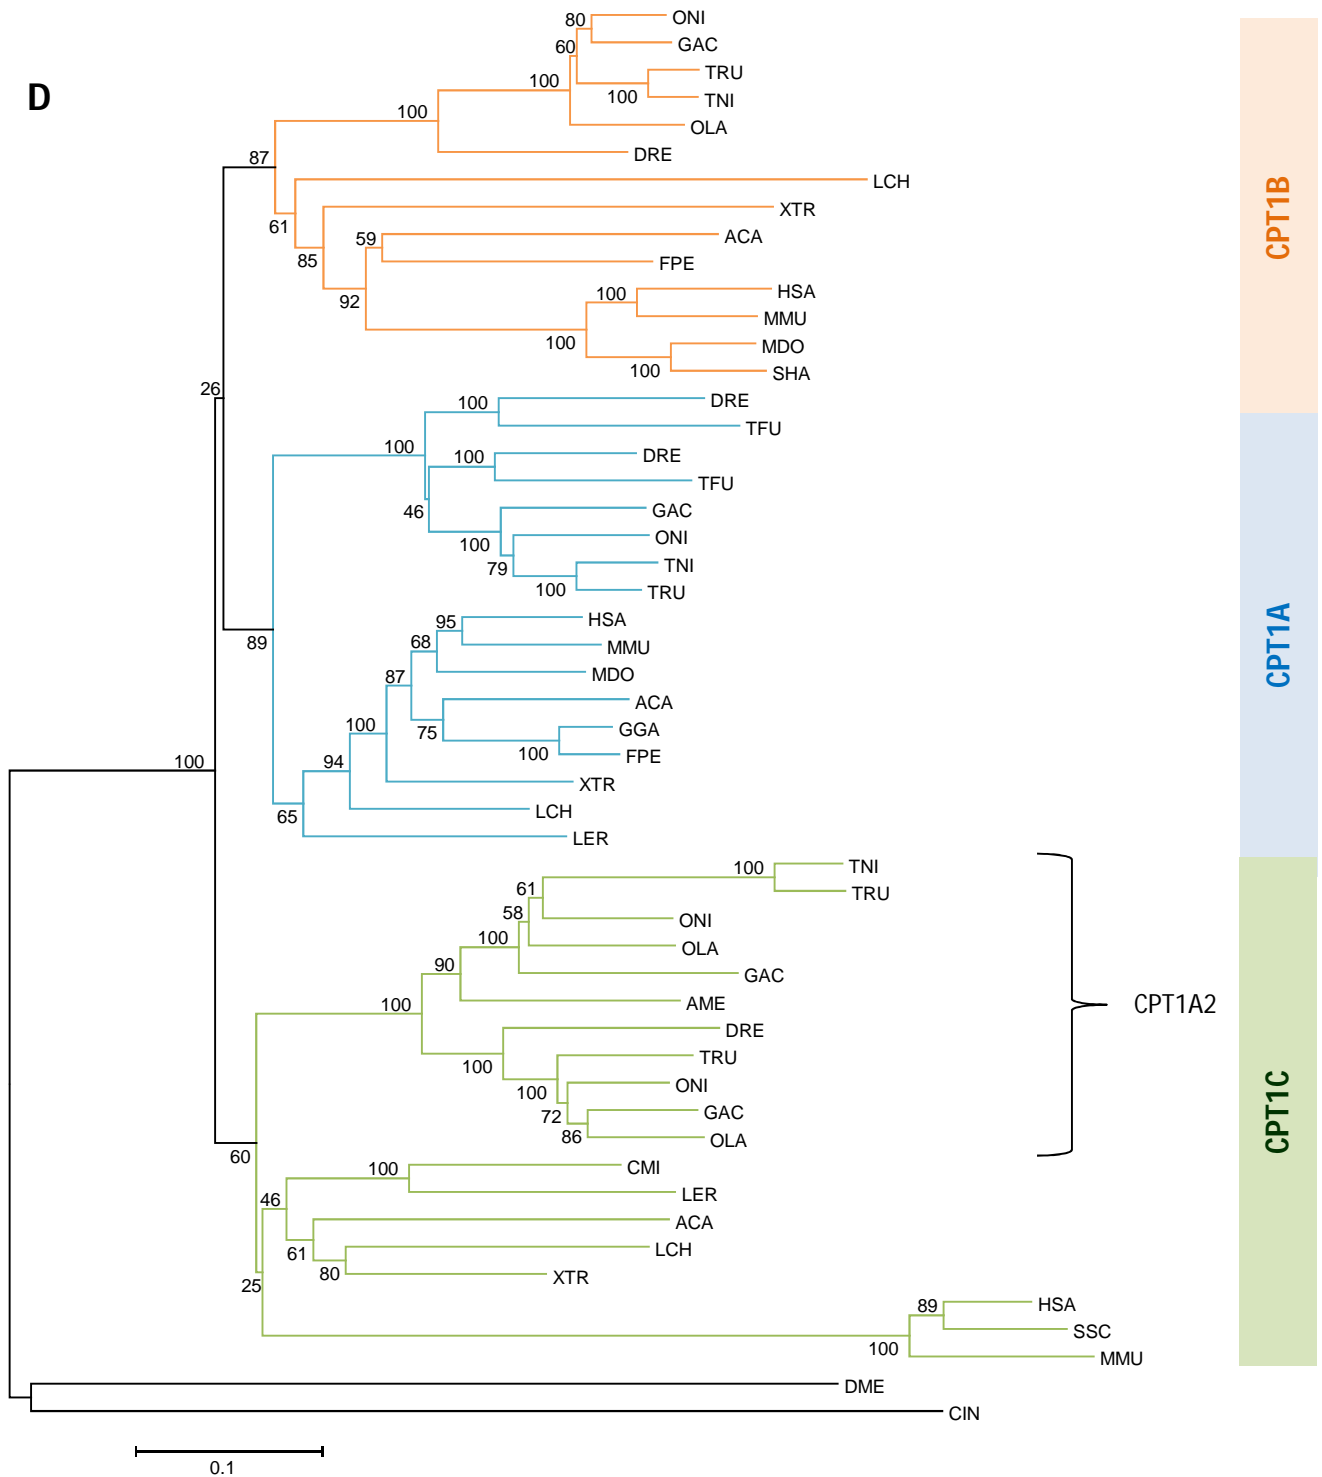 D
80
ONI
60
GAC
TRU
100
100
TNI
100
OLA
DRE
87
LCH
61
XTR
59
ACA
85
FPE
92
100
HSA
MMU
100
MDO
100
SHA
26
100
DRE
TFU
100
100
DRE
TFU
46
GAC
100
ONI
79
TNI
100
TRU
89
95
HSA
68
MMU
87
MDO
ACA
75
GGA
100
100
FPE
94
XTR
100
LCH
65
LER
100
TNI
61
TRU
58
ONI
100
OLA
90
GAC
100
AME
DRE
100
TRU
100
ONI
72
GAC
86
OLA
60
100
CMI
46
LER
ACA
61
LCH
80
XTR
25
89
HSA
SSC
100
MMU
DME
CIN
0.1
CPT1A2
CPT1B
CPT1A
CPT1C